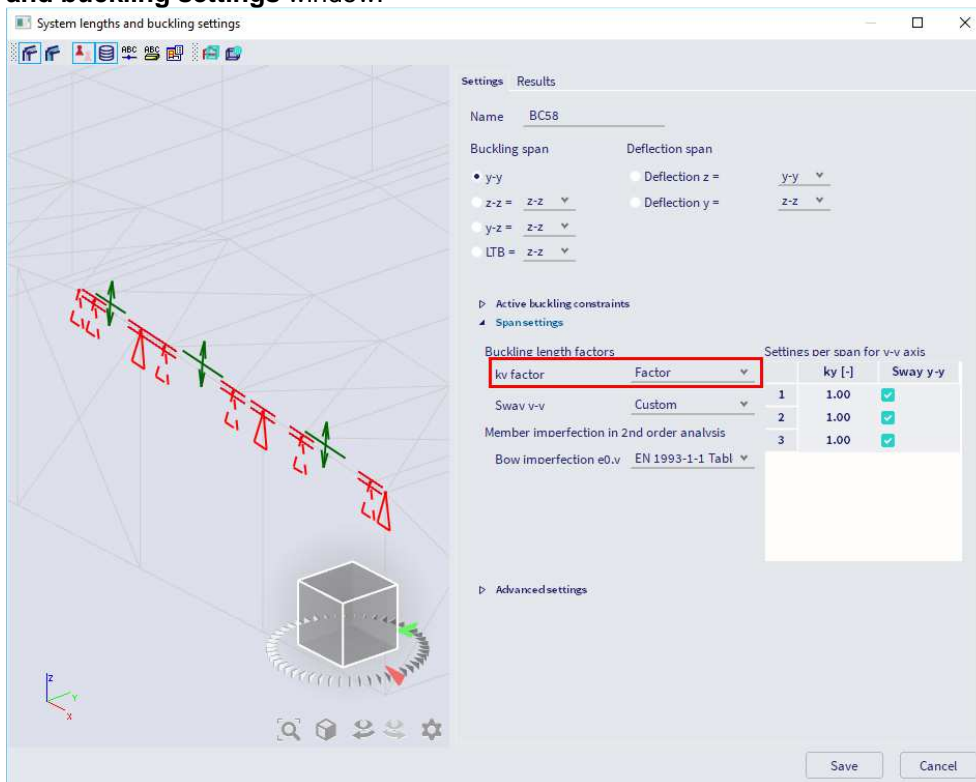 and buckling settings window
System lengths and buckling settings
ABC ABC
Settings Results
Name BC58
Buckling span Deflection span
y-y Deflection z = y-y
z-z = z-z Deflection y = z-z
y-z = z-z
LTB = z-z
Active buckling constraints
Span settings
Buckling length factors Settings per span for y-y axis
ky factor Factor ky [-] Sway y-y
1 1.00
Sway y-y Custom
2 1.00
Member imperfection in 2nd order analysis
3 1.00
Bow imperfection e0.y EN 1993-1-1 Tabl
Advanced settings
z
Y
x
Save Cancel